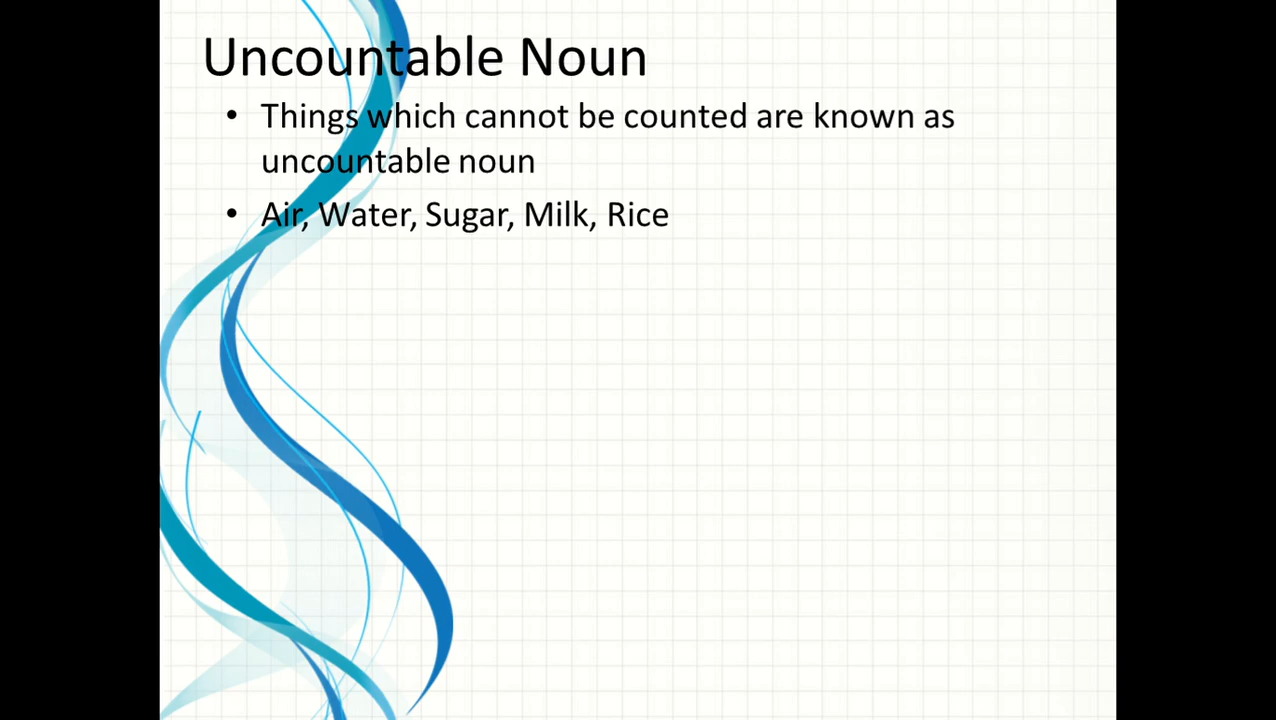 Uncountable Noun
• Things which cannot be counted are known as
uncountable noun
• Air, Water, Sugar, Milk, Rice